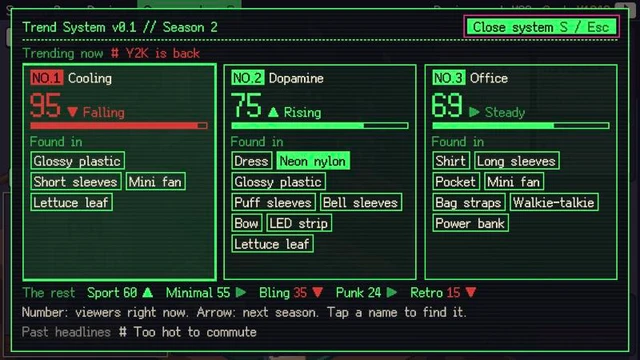 Trend System v0.1 // Season 2
Close system S / Esc
Trending now # Y2K is back
NO.1 Cooling
95 ▼ Falling
Found in
Glossy plastic
Short sleeves Mini fan
Lettuce leaf
NO.2 Dopamine
75 ▲ Rising
Found in
Dress Neon nylon
Glossy plastic
Puff sleeves Bell sleeves
Bow LED strip
Lettuce leaf
NO.3 Office
69 ▶ Steady
Found in
Shirt Long sleeves
Pocket Mini fan
Bag straps Walkie-talkie
Power bank
The rest Sport 60 ▲ Minimal 55 ▶ Bling 35 ▼ Punk 24 ▶ Retro 15 ▼
Number: viewers right now. Arrow: next season. Tap a name to find it.
Past headlines # Too hot to commute